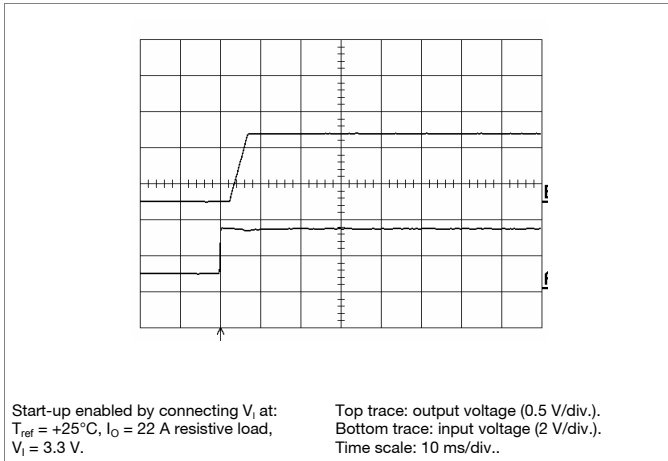 Start-up enabled by connecting V_I at:
T_ref = +25°C, I_O = 22 A resistive load,
V_I = 3.3 V.
Top trace: output voltage (0.5 V/div.).
Bottom trace: input voltage (2 V/div.).
Time scale: 10 ms/div..